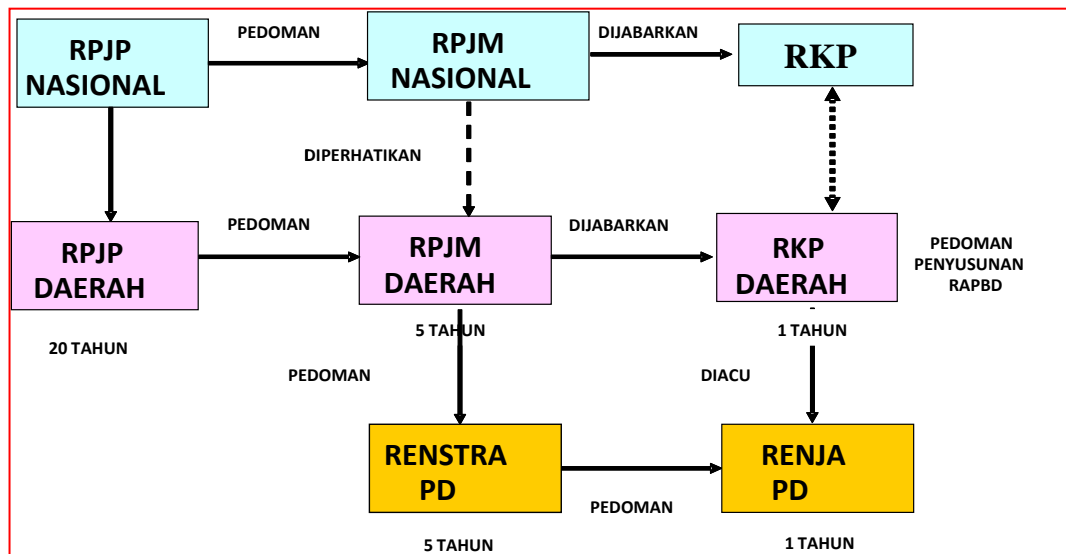 RPJP
NASIONAL
PEDOMAN
RPJM
NASIONAL
DIJABARKAN
RKP
DIPERHATIKAN
RPJP
DAERAH
PEDOMAN
RPJM
DAERAH
DIJABARKAN
RKP
DAERAH
PEDOMAN
PENYUSUNAN
RAPBD
20 TAHUN
5 TAHUN
1 TAHUN
PEDOMAN
DIACU
RENSTRA
PD
PEDOMAN
RENJA
PD
5 TAHUN
1 TAHUN